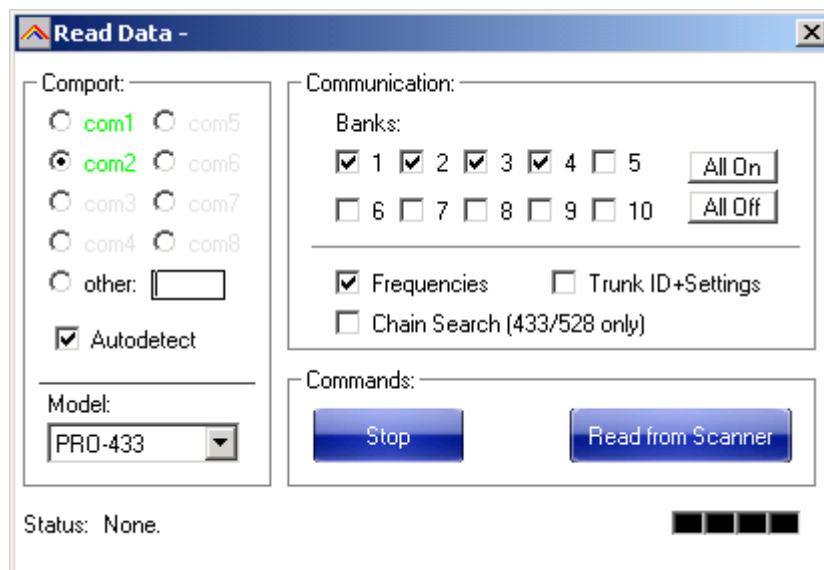 Read Data -
Comport:
com1 com5
com2 com6
com3 com7
com4 com8
other:
Autodetect
Model:
PRO-433
Communication:
Banks:
1 2 3 4 5
All On
6 7 8 9 10
All Off
Frequencies Trunk ID+Settings
Chain Search (433/528 only)
Commands:
Stop Read from Scanner
Status: None.